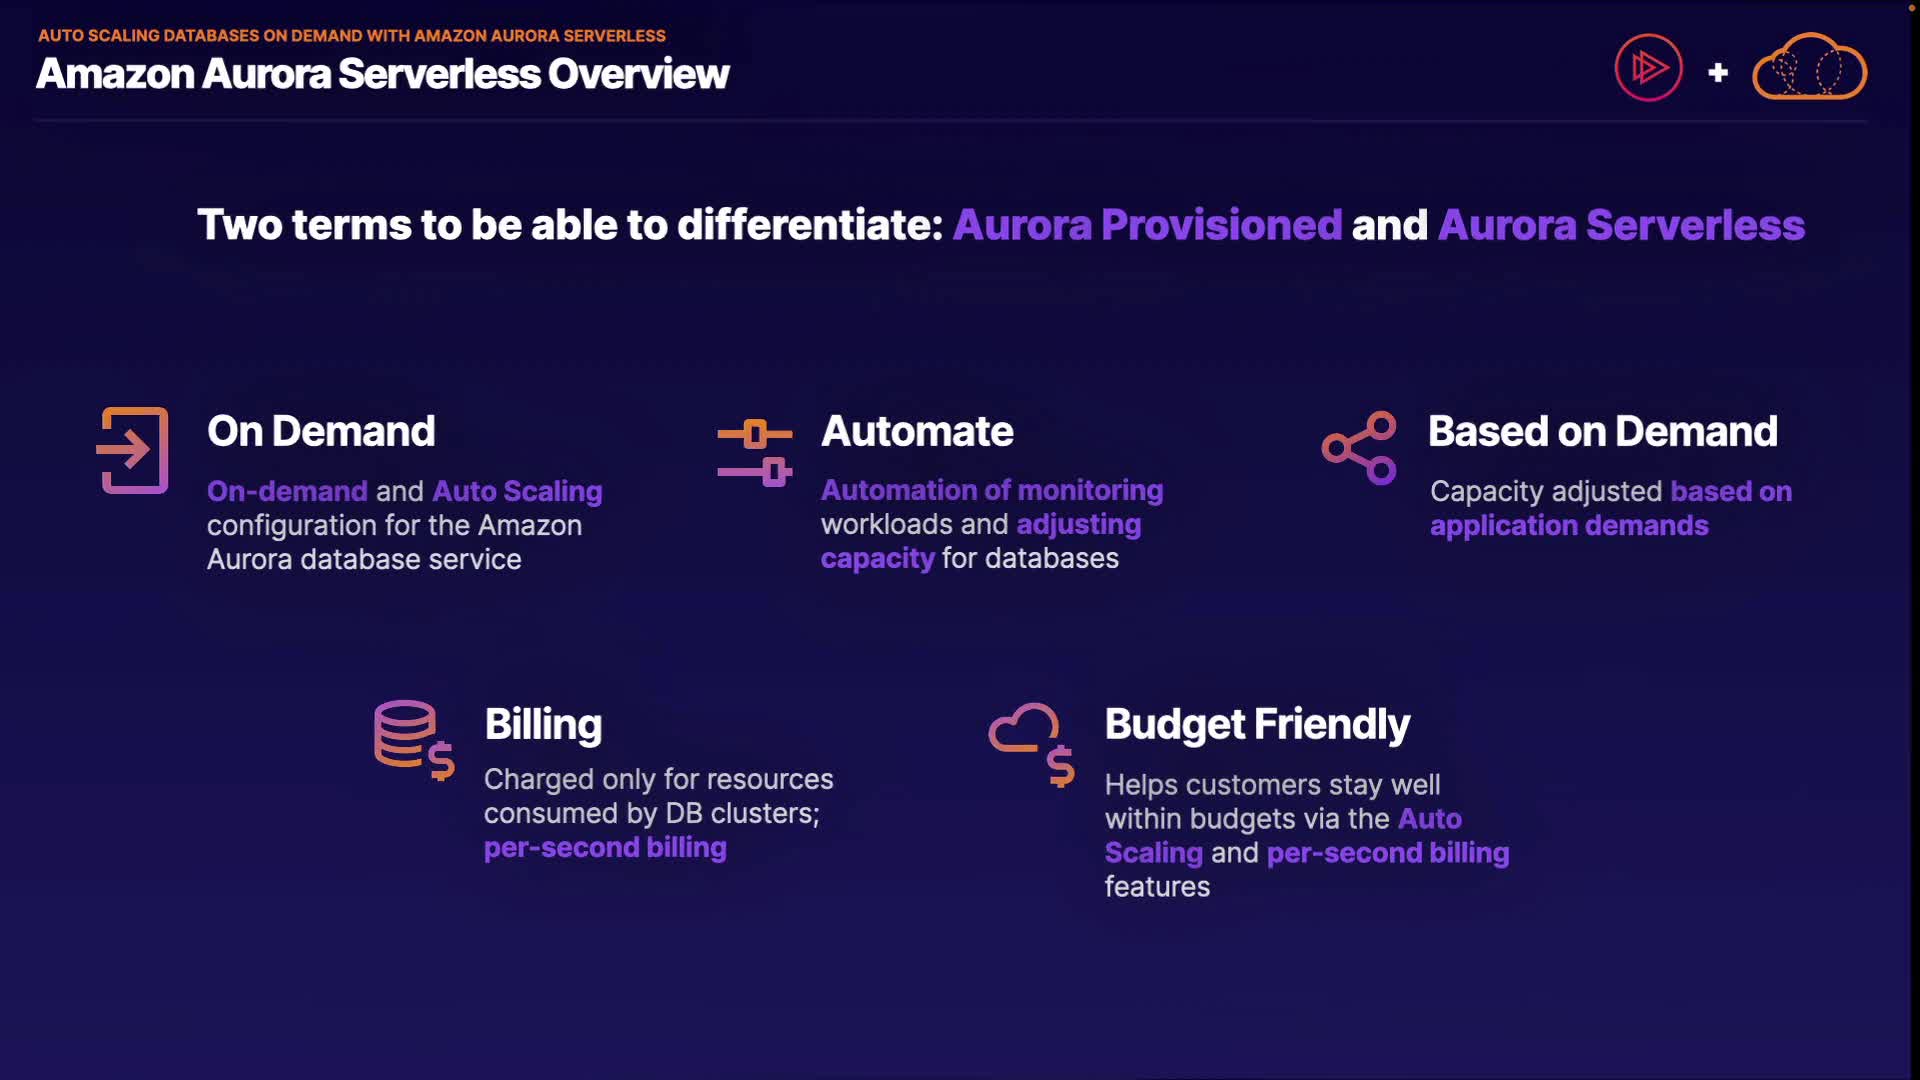 AUTO SCALING DATABASES ON DEMAND WITH AMAZON AURORA SERVERLESS
Amazon Aurora Serverless Overview
+
Two terms to be able to differentiate: Aurora Provisioned and Aurora Serverless
On Demand
On-demand and Auto Scaling
configuration for the Amazon
Aurora database service
Automate
Automation of monitoring
workloads and adjusting
capacity for databases
Based on Demand
Capacity adjusted based on
application demands
Billing
Charged only for resources
consumed by DB clusters;
per-second billing
Budget Friendly
Helps customers stay well
within budgets via the Auto
Scaling and per-second billing
features